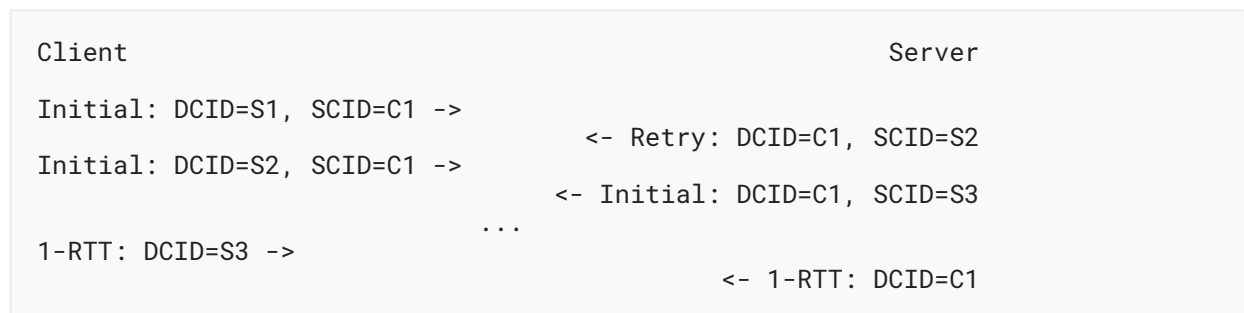 Client                                                  Server
Initial: DCID=S1, SCID=C1 ->
                                    <- Retry: DCID=C1, SCID=S2
Initial: DCID=S2, SCID=C1 ->
                                  <- Initial: DCID=C1, SCID=S3
                             ...
1-RTT: DCID=S3 ->
                                             <- 1-RTT: DCID=C1